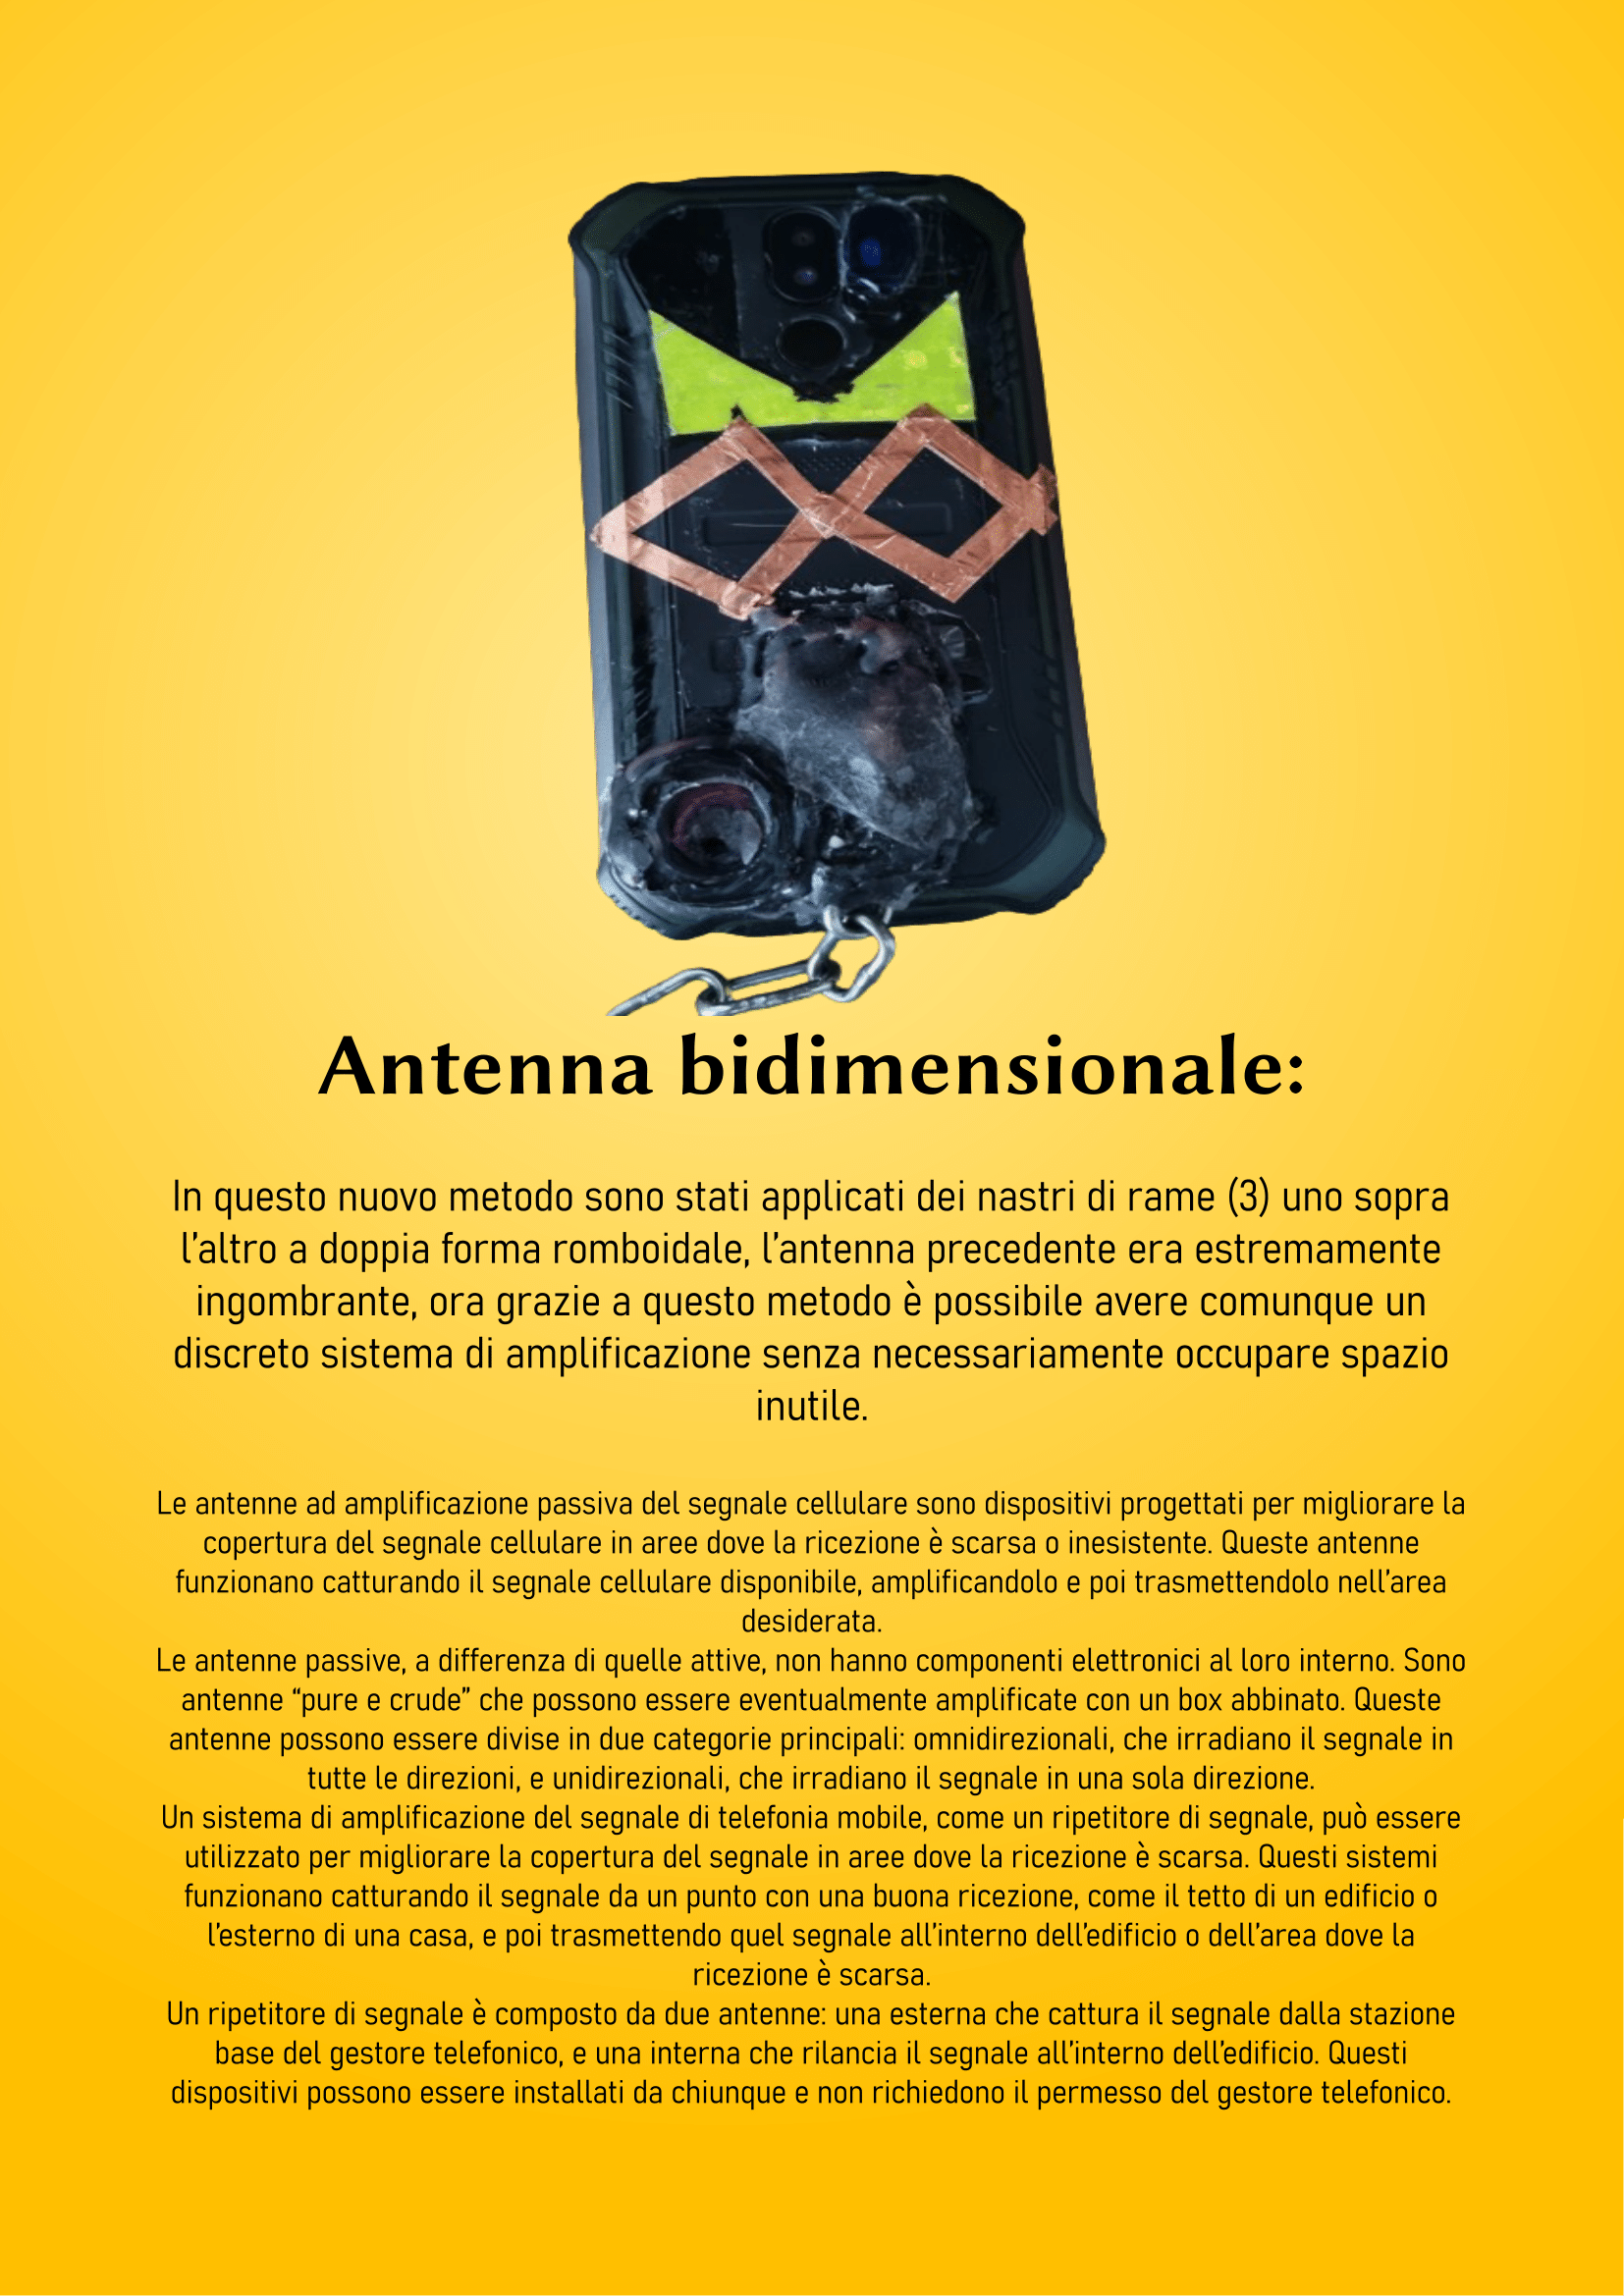 Antenna bidimensionale:
In questo nuovo metodo sono stati applicati dei nastri di rame (3) uno sopra
l’altro a doppia forma romboidale, l’antenna precedente era estremamente
ingombrante, ora grazie a questo metodo è possibile avere comunque un
discreto sistema di amplificazione senza necessariamente occupare spazio
inutile.
Le antenne ad amplificazione passiva del segnale cellulare sono dispositivi progettati per migliorare la
copertura del segnale cellulare in aree dove la ricezione è scarsa o inesistente. Queste antenne
funzionano catturando il segnale cellulare disponibile, amplificandolo e poi trasmettendolo nell’area
desiderata.
Le antenne passive, a differenza di quelle attive, non hanno componenti elettronici al loro interno. Sono
antenne “pure e crude” che possono essere eventualmente amplificate con un box abbinato. Queste
antenne possono essere divise in due categorie principali: omnidirezionali, che irradiano il segnale in
tutte le direzioni, e unidirezionali, che irradiano il segnale in una sola direzione.
Un sistema di amplificazione del segnale di telefonia mobile, come un ripetitore di segnale, può essere
utilizzato per migliorare la copertura del segnale in aree dove la ricezione è scarsa. Questi sistemi
funzionano catturando il segnale da un punto con una buona ricezione, come il tetto di un edificio o
l’esterno di una casa, e poi trasmettendo quel segnale all’interno dell’edificio o dell’area dove la
ricezione è scarsa.
Un ripetitore di segnale è composto da due antenne: una esterna che cattura il segnale dalla stazione
base del gestore telefonico, e una interna che rilancia il segnale all’interno dell’edificio. Questi
dispositivi possono essere installati da chiunque e non richiedono il permesso del gestore telefonico.